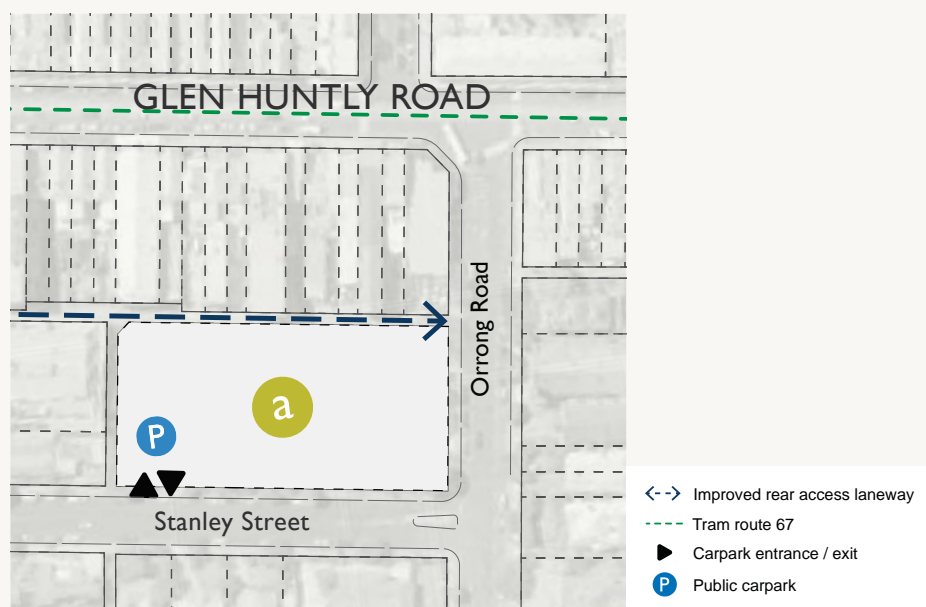 GLEN HUNTLY ROAD
Orrong Road
a
P
Stanley Street
Improved rear access laneway
Tram route 67
Carpark entrance / exit
P
Public carpark